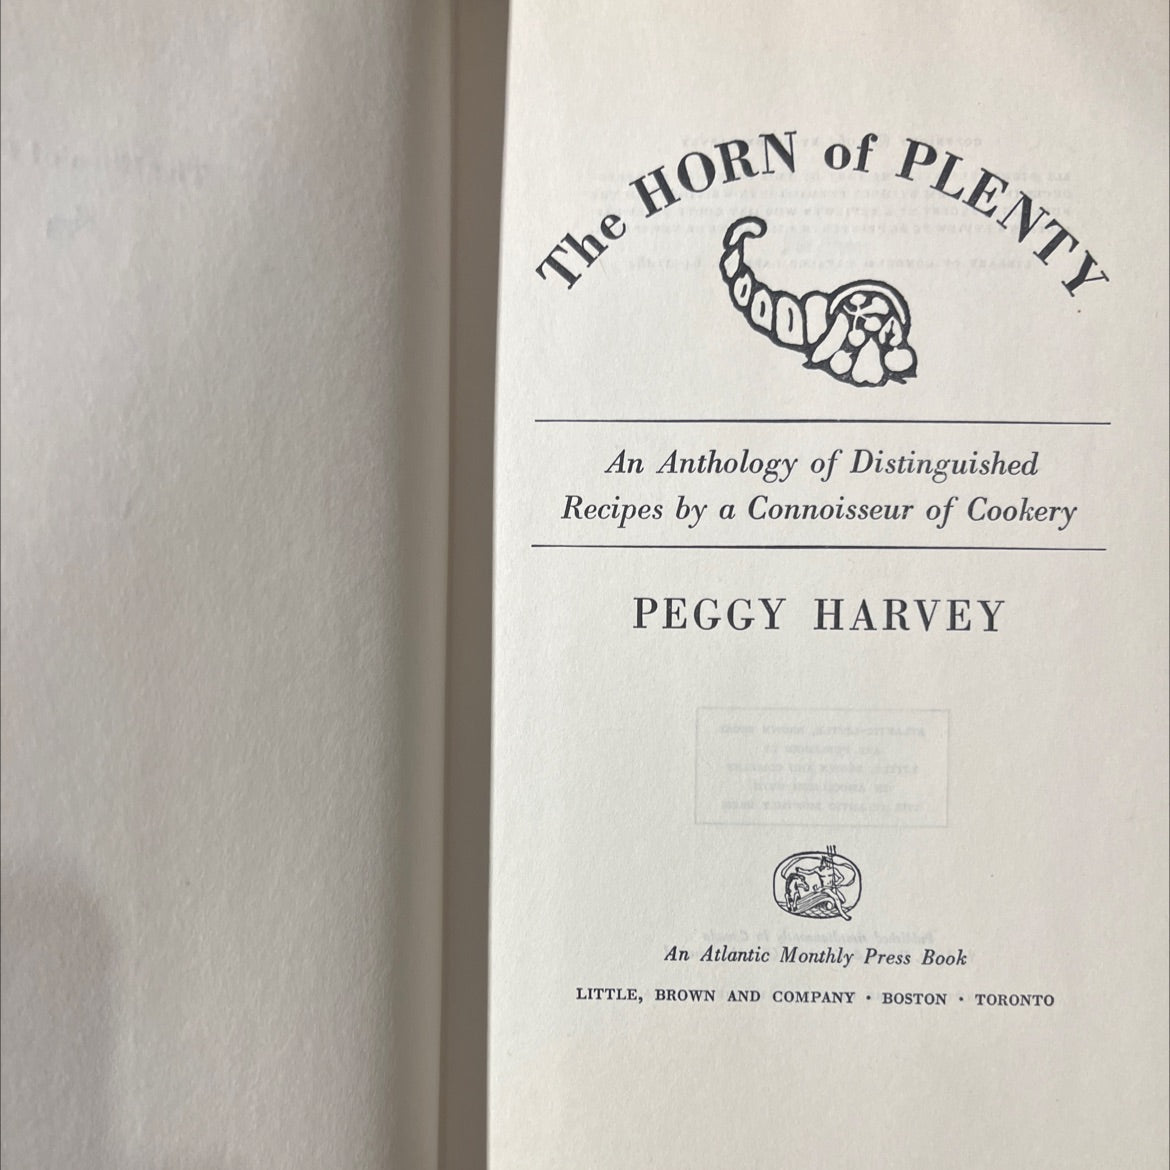 The HORN of PLENTY
An Anthology of Distinguished
Recipes by a Connoisseur of Cookery
PEGGY HARVEY
An Atlantic Monthly Press Book
LITTLE, BROWN AND COMPANY • BOSTON • TORONTO